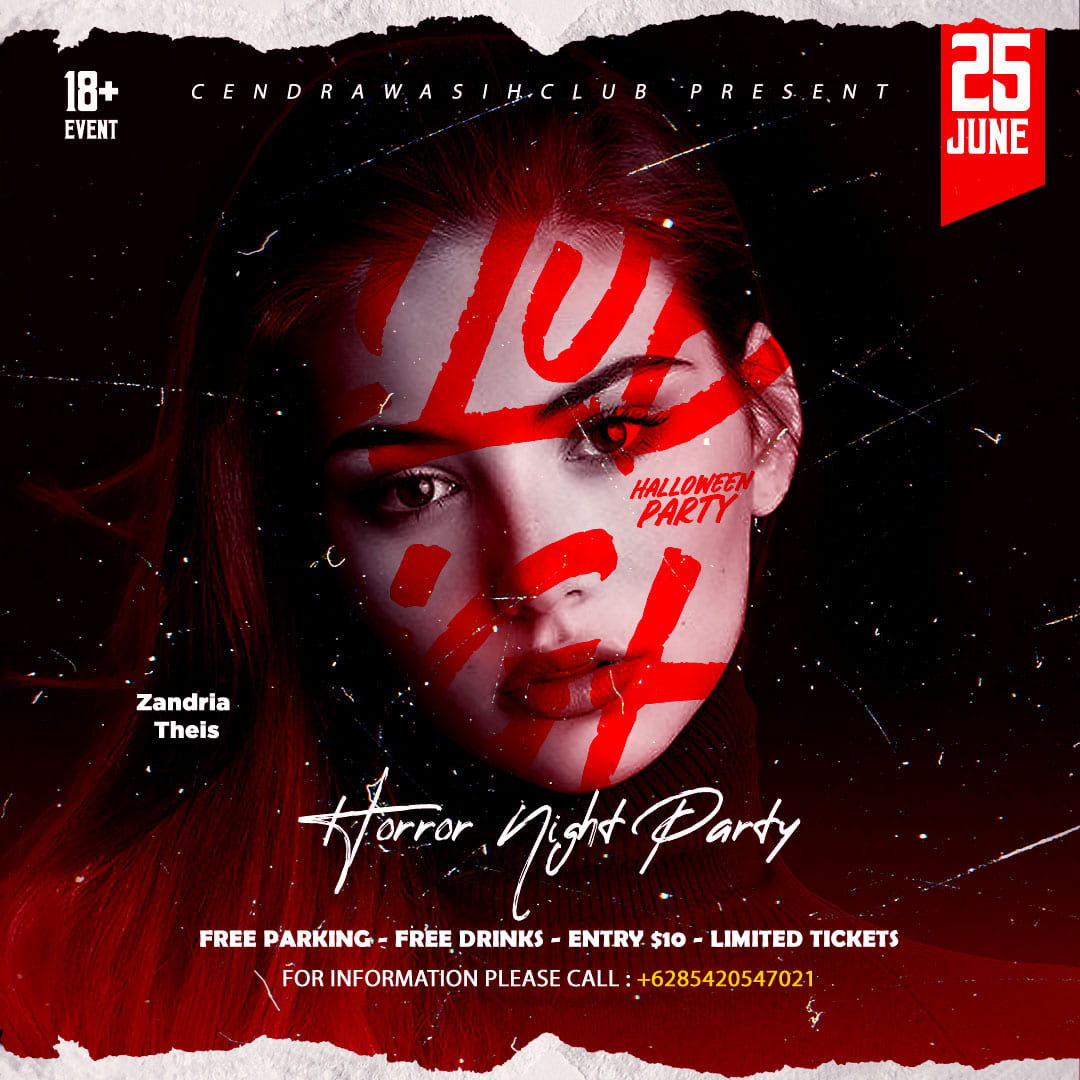 18+
EVENT
CENDRAWASIHCLUB PRESENT
25
JUNE
HALLOWEEN
PARTY
Zandria
Theis
Horror Night Party
FREE PARKING - FREE DRINKS - ENTRY $10 - LIMITED TICKETS
FOR INFORMATION PLEASE CALL : +6285420547021